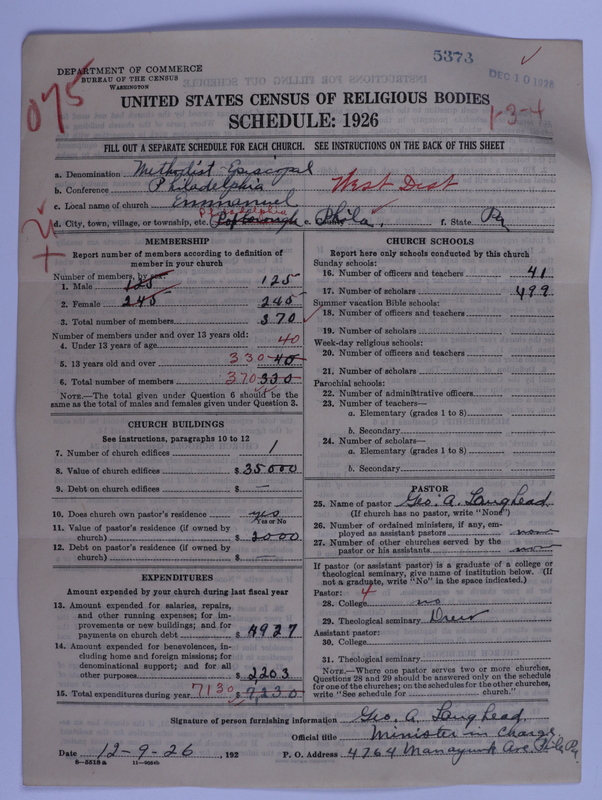 5373
DEC 10 1926
DEPARTMENT OF COMMERCE
BUREAU OF THE CENSUS
WASHINGTON
075
UNITED STATES CENSUS OF RELIGIOUS BODIES
SCHEDULE: 1926
1-3-4
FILL OUT A SEPARATE SCHEDULE FOR EACH CHURCH. SEE INSTRUCTIONS ON THE BACK OF THIS SHEET
a. Denomination Methodist-Episcopal
b. Conference Philadelphia West Dist
c. Local name of church Emmanuel
Philadelphia
d. City, town, village, or township, etc. Roxborough e. County Phila. f. State Pa
MEMBERSHIP
Report number of members according to definition of
member in your church
Number of members, by sex:
1. Male 125 125
2. Female 245 245
3. Total number of members 370
Number of members under and over 13 years old:
4. Under 13 years of age 40
5. 13 years old and over 330 40
6. Total number of members 370 330
NOTE.—The total given under Question 6 should be the
same as the total of males and females given under Question 3.
CHURCH BUILDINGS
See instructions, paragraphs 10 to 12
7. Number of church edifices 1
8. Value of church edifices $ 35000
9. Debt on church edifices $ —
10. Does church own pastor's residence yes
Yes or No
11. Value of pastor's residence (if owned by
church) $ 2000
12. Debt on pastor's residence (if owned by
church) $ —
EXPENDITURES
Amount expended by your church during last fiscal year
13. Amount expended for salaries, repairs,
and other running expenses; for im-
provements or new buildings; and for
payments on church debt $ 4927
14. Amount expended for benevolences, in-
cluding home and foreign missions; for
denominational support; and for all
other purposes $ 2203
15. Total expenditures during year 7130 $
CHURCH SCHOOLS
Report here only schools conducted by this church
Sunday schools:
16. Number of officers and teachers 41
17. Number of scholars 499
Summer vacation Bible schools:
18. Number of officers and teachers
19. Number of scholars
Week-day religious schools:
20. Number of officers and teachers
21. Number of scholars
Parochial schools:
22. Number of administrative officers
23. Number of teachers—
a. Elementary (grades 1 to 8)
b. Secondary
24. Number of scholars—
a. Elementary (grades 1 to 8)
b. Secondary
PASTOR
25. Name of pastor Geo. A. Laughead
(If church has no pastor, write "None")
26. Number of ordained ministers, if any, em-
ployed as assistant pastors none
27. Number of other churches served by the
pastor or his assistants no
If pastor (or assistant pastor) is a graduate of a college or
theological seminary, give name of institution below. (If
not a graduate, write "No" in the space indicated.)
Pastor: 4
28. College no
29. Theological seminary Drew
Assistant pastor:
30. College
31. Theological seminary
NOTE.—Where one pastor serves two or more churches,
Questions 28 and 29 should be answered only on the schedule
for one of the churches; on the schedules for the other churches,
write "See schedule for church."
Signature of person furnishing information Geo. A. Laughead
Official title Minister in Charge
Date 12-9-26, 192 P. O. Address 4764 Manayunk Ave Phila Pa
8—5518 a 11—9064b